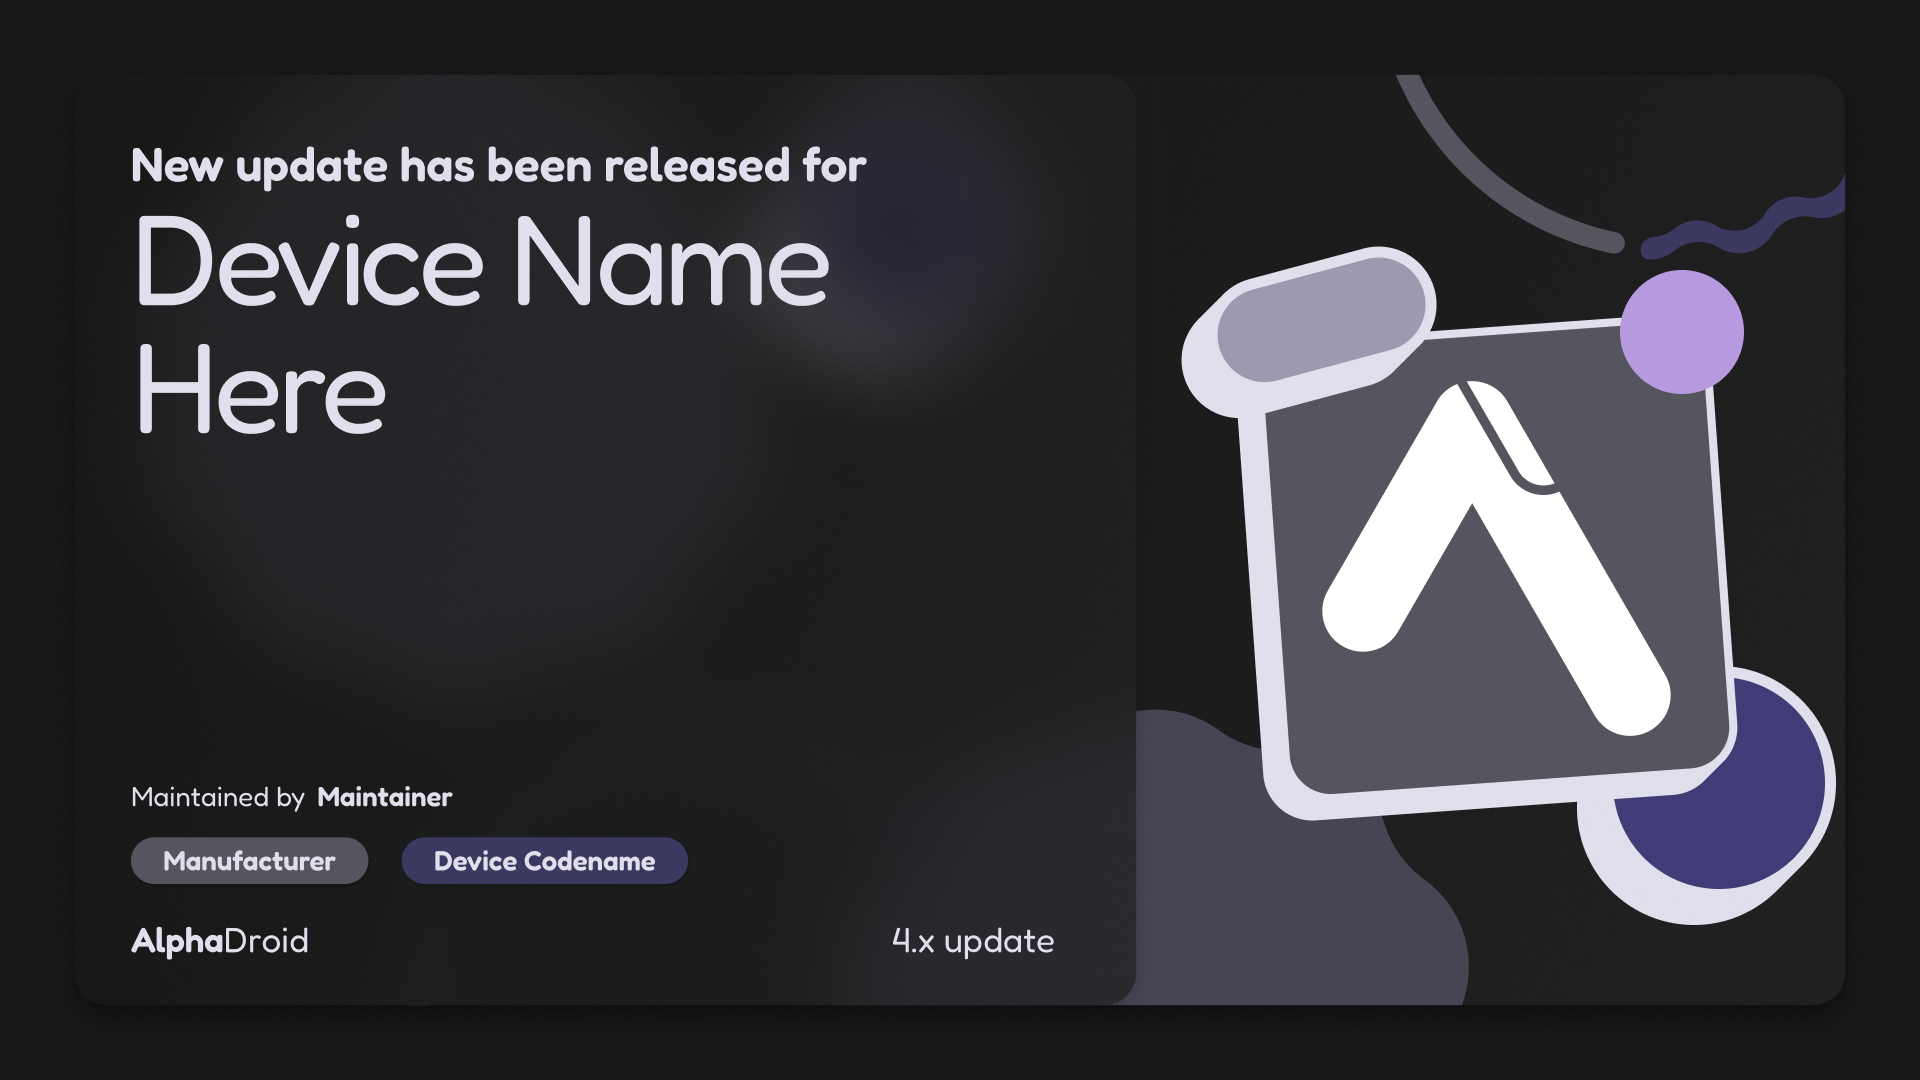 New update has been released for
Device Name
Here
Maintained by Maintainer
Manufacturer
Device Codename
AlphaDroid
4.x update